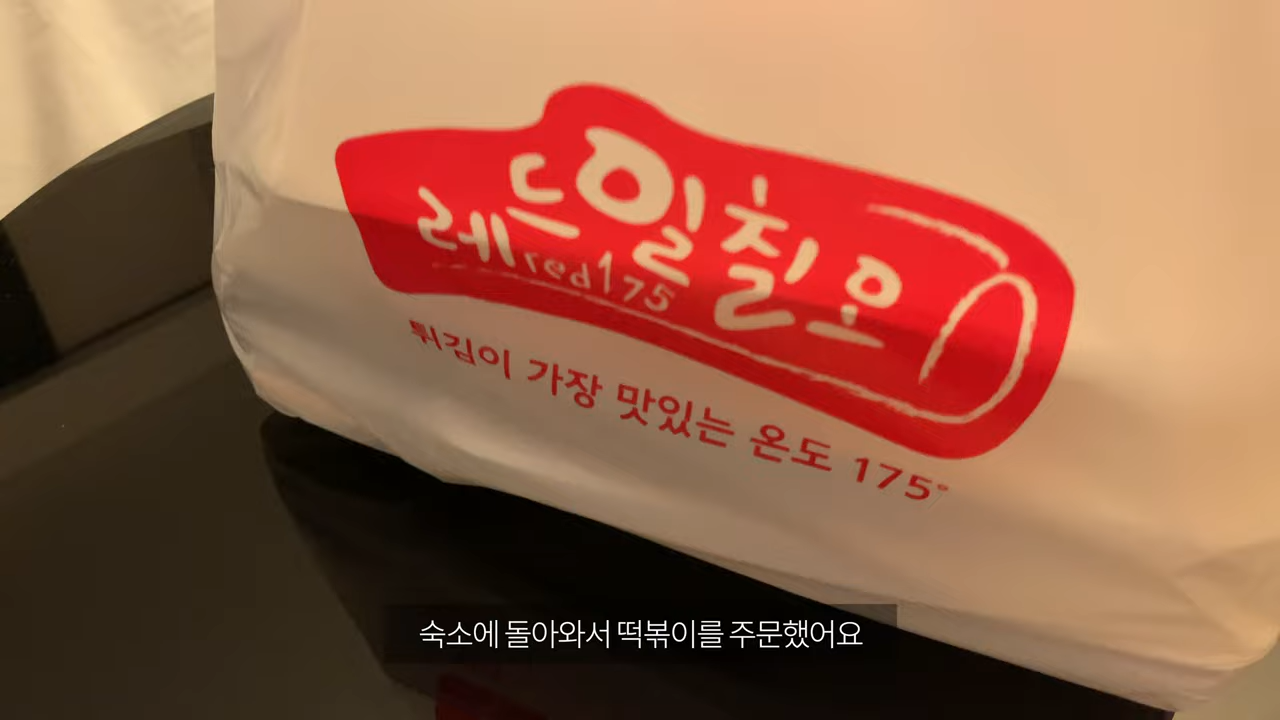 레드일칠오
red175
튀김이 가장 맛있는 온도 175°
숙소에 돌아와서 떡볶이를 주문했어요